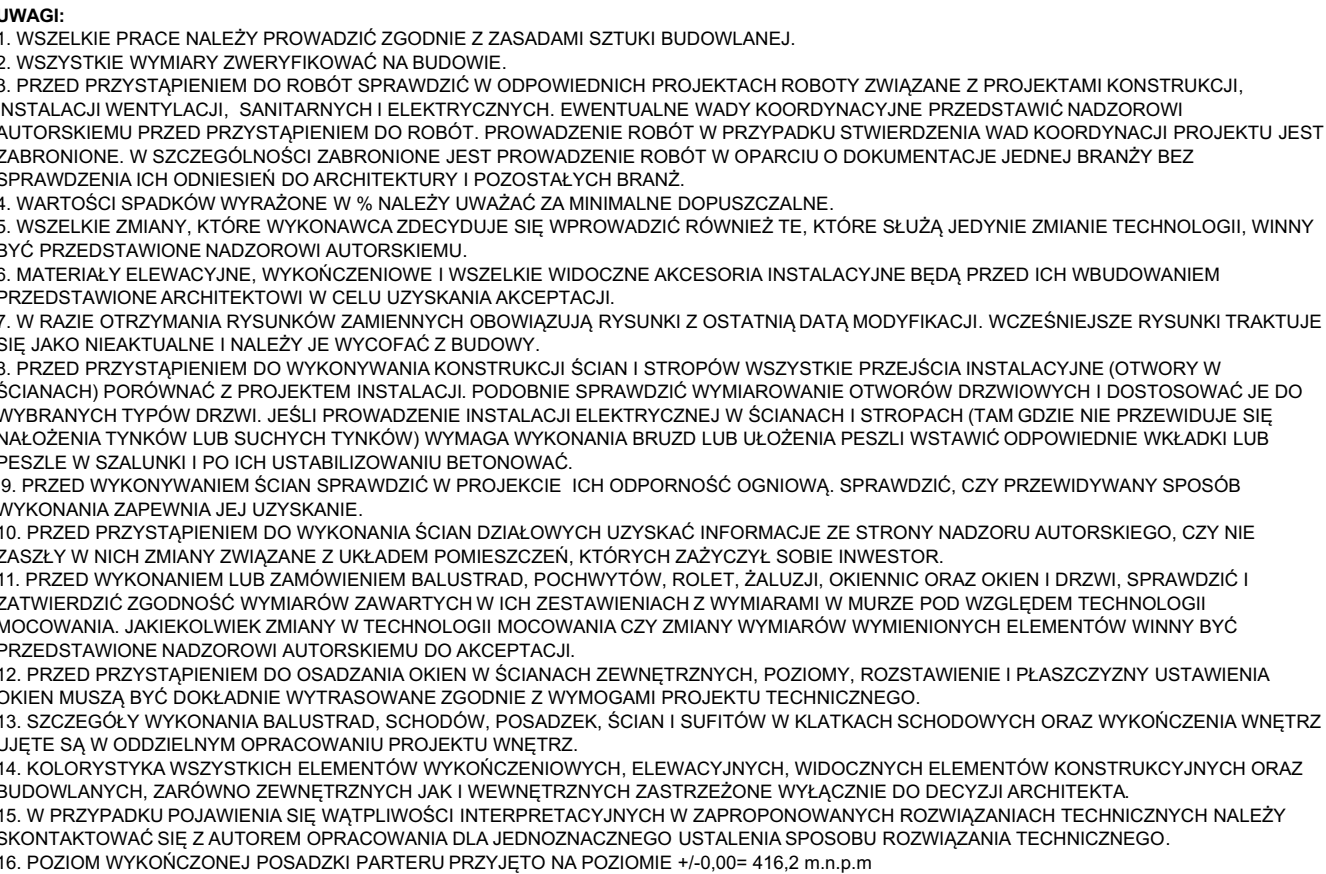 UWAGI:
1. WSZELKIE PRACE NALEŻY PROWADZIĆ ZGODNIE Z ZASADAMI SZTUKI BUDOWLANEJ.
2. WSZYSTKIE WYMIARY ZWERYFIKOWAĆ NA BUDOWIE.
3. PRZED PRZYSTĄPIENIEM DO ROBÓT SPRAWDZIĆ W ODPOWIEDNICH PROJEKTACH ROBOTY ZWIĄZANE Z PROJEKTAMI KONSTRUKCJI,
INSTALACJI WENTYLACJI, SANITARNYCH I ELEKTRYCZNYCH. EWENTUALNE WADY KOORDYNACYJNE PRZEDSTAWIĆ NADZOROWI
AUTORSKIEMU PRZED PRZYSTĄPIENIEM DO ROBÓT. PROWADZENIE ROBÓT W PRZYPADKU STWIERDZENIA WAD KOORDYNACJI PROJEKTU JEST
ZABRONIONE. W SZCZEGÓLNOŚCI ZABRONIONE JEST PROWADZENIE ROBÓT W OPARCIU O DOKUMENTACJE JEDNEJ BRANŻY BEZ
SPRAWDZENIA ICH ODNIESIEŃ DO ARCHITEKTURY I POZOSTAŁYCH BRANŻ.
4. WARTOŚCI SPADKÓW WYRAŻONE W % NALEŻY UWAŻAĆ ZA MINIMALNE DOPUSZCZALNE.
5. WSZELKIE ZMIANY, KTÓRE WYKONAWCA ZDECYDUJE SIĘ WPROWADZIĆ RÓWNIEŻ TE, KTÓRE SŁUŻĄ JEDYNIE ZMIANIE TECHNOLOGII, WINNY
BYĆ PRZEDSTAWIONE NADZOROWI AUTORSKIEMU.
6. MATERIAŁY ELEWACYJNE, WYKOŃCZENIOWE I WSZELKIE WIDOCZNE AKCESORIA INSTALACYJNE BĘDĄ PRZED ICH WBUDOWANIEM
PRZEDSTAWIONE ARCHITEKTOWI W CELU UZYSKANIA AKCEPTACJI.
7. W RAZIE OTRZYMANIA RYSUNKÓW ZAMIENNYCH OBOWIĄZUJĄ RYSUNKI Z OSTATNIĄ DATĄ MODYFIKACJI. WCZEŚNIEJSZE RYSUNKI TRAKTUJE
SIĘ JAKO NIEAKTUALNE I NALEŻY JE WYCOFAĆ Z BUDOWY.
8. PRZED PRZYSTĄPIENIEM DO WYKONYWANIA KONSTRUKCJI ŚCIAN I STROPÓW WSZYSTKIE PRZEJŚCIA INSTALACYJNE (OTWORY W
ŚCIANACH) PORÓWNAĆ Z PROJEKTEM INSTALACJI. PODOBNIE SPRAWDZIĆ WYMIAROWANIE OTWORÓW DRZWIOWYCH I DOSTOSOWAĆ JE DO
WYBRANYCH TYPÓW DRZWI. JEŚLI PROWADZENIE INSTALACJI ELEKTRYCZNEJ W ŚCIANACH I STROPACH (TAM GDZIE NIE PRZEWIDUJE SIĘ
NAŁOŻENIA TYNKÓW LUB SUCHYCH TYNKÓW) WYMAGA WYKONANIA BRUZD LUB UŁOŻENIA PESZLI WSTAWIĆ ODPOWIEDNIE WKŁADKI LUB
PESZLE W SZALUNKI I PO ICH USTABILIZOWANIU BETONOWAĆ.
9. PRZED WYKONYWANIEM ŚCIAN SPRAWDZIĆ W PROJEKCIE ICH ODPORNOŚĆ OGNIOWĄ. SPRAWDZIĆ, CZY PRZEWIDYWANY SPOSÓB
WYKONANIA ZAPEWNIA JEJ UZYSKANIE.
10. PRZED PRZYSTĄPIENIEM DO WYKONANIA ŚCIAN DZIAŁOWYCH UZYSKAĆ INFORMACJE ZE STRONY NADZORU AUTORSKIEGO, CZY NIE
ZASZŁY W NICH ZMIANY ZWIĄZANE Z UKŁADEM POMIESZCZEŃ, KTÓRYCH ZAŻYCZYŁ SOBIE INWESTOR.
11. PRZED WYKONANIEM LUB ZAMÓWIENIEM BALUSTRAD, POCHWYTÓW, ROLET, ŻALUZJI, OKIENNIC ORAZ OKIEN I DRZWI, SPRAWDZIĆ I
ZATWIERDZIĆ ZGODNOŚĆ WYMIARÓW ZAWARTYCH W ICH ZESTAWIENIACH Z WYMIARAMI W MURZE POD WZGLĘDEM TECHNOLOGII
MOCOWANIA. JAKIEKOLWIEK ZMIANY W TECHNOLOGII MOCOWANIA CZY ZMIANY WYMIARÓW WYMIENIONYCH ELEMENTÓW WINNY BYĆ
PRZEDSTAWIONE NADZOROWI AUTORSKIEMU DO AKCEPTACJI.
12. PRZED PRZYSTĄPIENIEM DO OSADZANIA OKIEN W ŚCIANACH ZEWNĘTRZNYCH, POZIOMY, ROZSTAWIENIE I PŁASZCZYZNY USTAWIENIA
OKIEN MUSZĄ BYĆ DOKŁADNIE WYTRASOWANE ZGODNIE Z WYMOGAMI PROJEKTU TECHNICZNEGO.
13. SZCZEGÓŁY WYKONANIA BALUSTRAD, SCHODÓW, POSADZEK, ŚCIAN I SUFITÓW W KLATKACH SCHODOWYCH ORAZ WYKOŃCZENIA WNĘTRZ
UJĘTE SĄ W ODDZIELNYM OPRACOWANIU PROJEKTU WNĘTRZ.
14. KOLORYSTYKA WSZYSTKICH ELEMENTÓW WYKOŃCZENIOWYCH, ELEWACYJNYCH, WIDOCZNYCH ELEMENTÓW KONSTRUKCYJNYCH ORAZ
BUDOWLANYCH, ZARÓWNO ZEWNĘTRZNYCH JAK I WEWNĘTRZNYCH ZASTRZEŻONE WYŁĄCZNIE DO DECYZJI ARCHITEKTA.
15. W PRZYPADKU POJAWIENIA SIĘ WĄTPLIWOŚCI INTERPRETACYJNYCH W ZAPROPONOWANYCH ROZWIĄZANIACH TECHNICZNYCH NALEŻY
SKONTAKTOWAĆ SIĘ Z AUTOREM OPRACOWANIA DLA JEDNOZNACZNEGO USTALENIA SPOSOBU ROZWIĄZANIA TECHNICZNEGO.
16. POZIOM WYKOŃCZONEJ POSADZKI PARTERU PRZYJĘTO NA POZIOMIE +/-0,00= 416,2 m.n.p.m